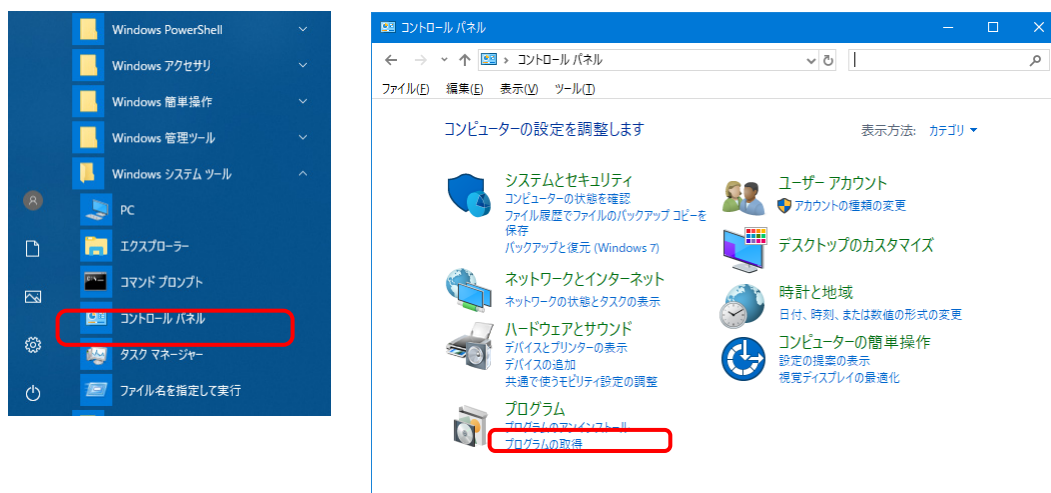 Windows PowerShell
Windows アクセサリ
Windows 簡単操作
Windows 管理ツール
Windows システム ツール
PC
エクスプローラー
コマンド プロンプト
コントロール パネル
タスク マネージャー
ファイル名を指定して実行
コントロール パネル
コントロール パネル
ファイル(F) 編集(E) 表示(V) ツール(T)
コンピューターの設定を調整します
表示方法: カテゴリ
システムとセキュリティ
コンピューターの状態を確認
ファイル履歴でファイルのバックアップ コピーを
保存
バックアップと復元 (Windows 7)
ネットワークとインターネット
ネットワークの状態とタスクの表示
ハードウェアとサウンド
デバイスとプリンターの表示
デバイスの追加
共通で使うモビリティ設定の調整
プログラム
プログラムのアンインストール
プログラムの取得
ユーザー アカウント
アカウントの種類の変更
デスクトップのカスタマイズ
時計と地域
日付、時刻、または数値の形式の変更
コンピューターの簡単操作
設定の提案の表示
視覚ディスプレイの最適化